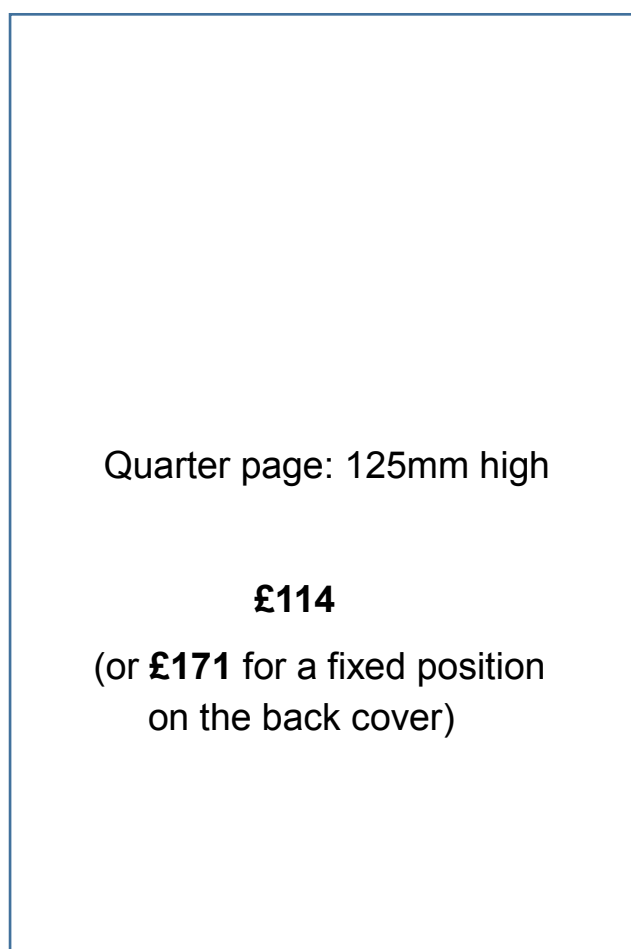 Quarter page: 125mm high
£114
(or £171 for a fixed position
on the back cover)